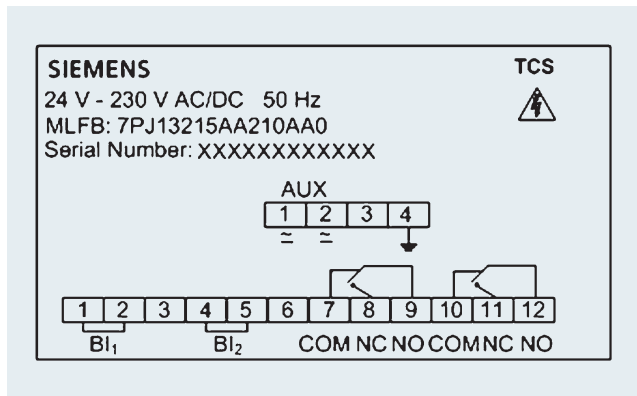 SIEMENS TCS
24 V - 230 V AC/DC 50 Hz
MLFB: 7PJ13215AA210AA0
Serial Number: XXXXXXXXXXXX
AUX
1 2 3 4
≂ ≂
1 2 3 4 5 6 7 8 9 10 11 12
BI₁ BI₂ COM NC NO COM NC NO